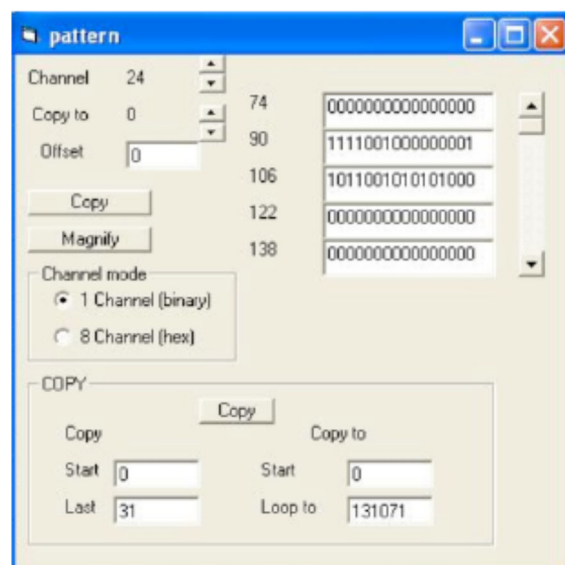 pattern
Channel 24
Copy to 0
Offset 0
74 0000000000000000
90 1111001000000001
106 1011001010101000
122 0000000000000000
138 0000000000000000
Copy
Magnify
Channel mode
1 Channel (binary)
8 Channel (hex)
COPY
Copy
Copy Copy to
Start 0 Start 0
Last 31 Loop to 131071